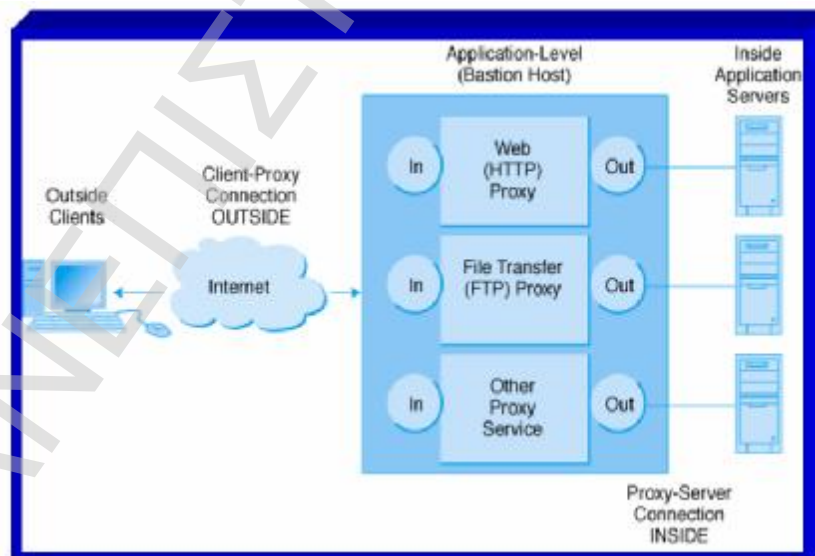 Application-Level
(Bastion Host)
Inside
Application
Servers
Outside
Clients
Client-Proxy
Connection
OUTSIDE
Internet
In
Web
(HTTP)
Proxy
Out
In
File Transfer
(FTP) Proxy
Out
In
Other
Proxy
Service
Out
Proxy-Server
Connection
INSIDE
ΑΝΕΠΙΣ